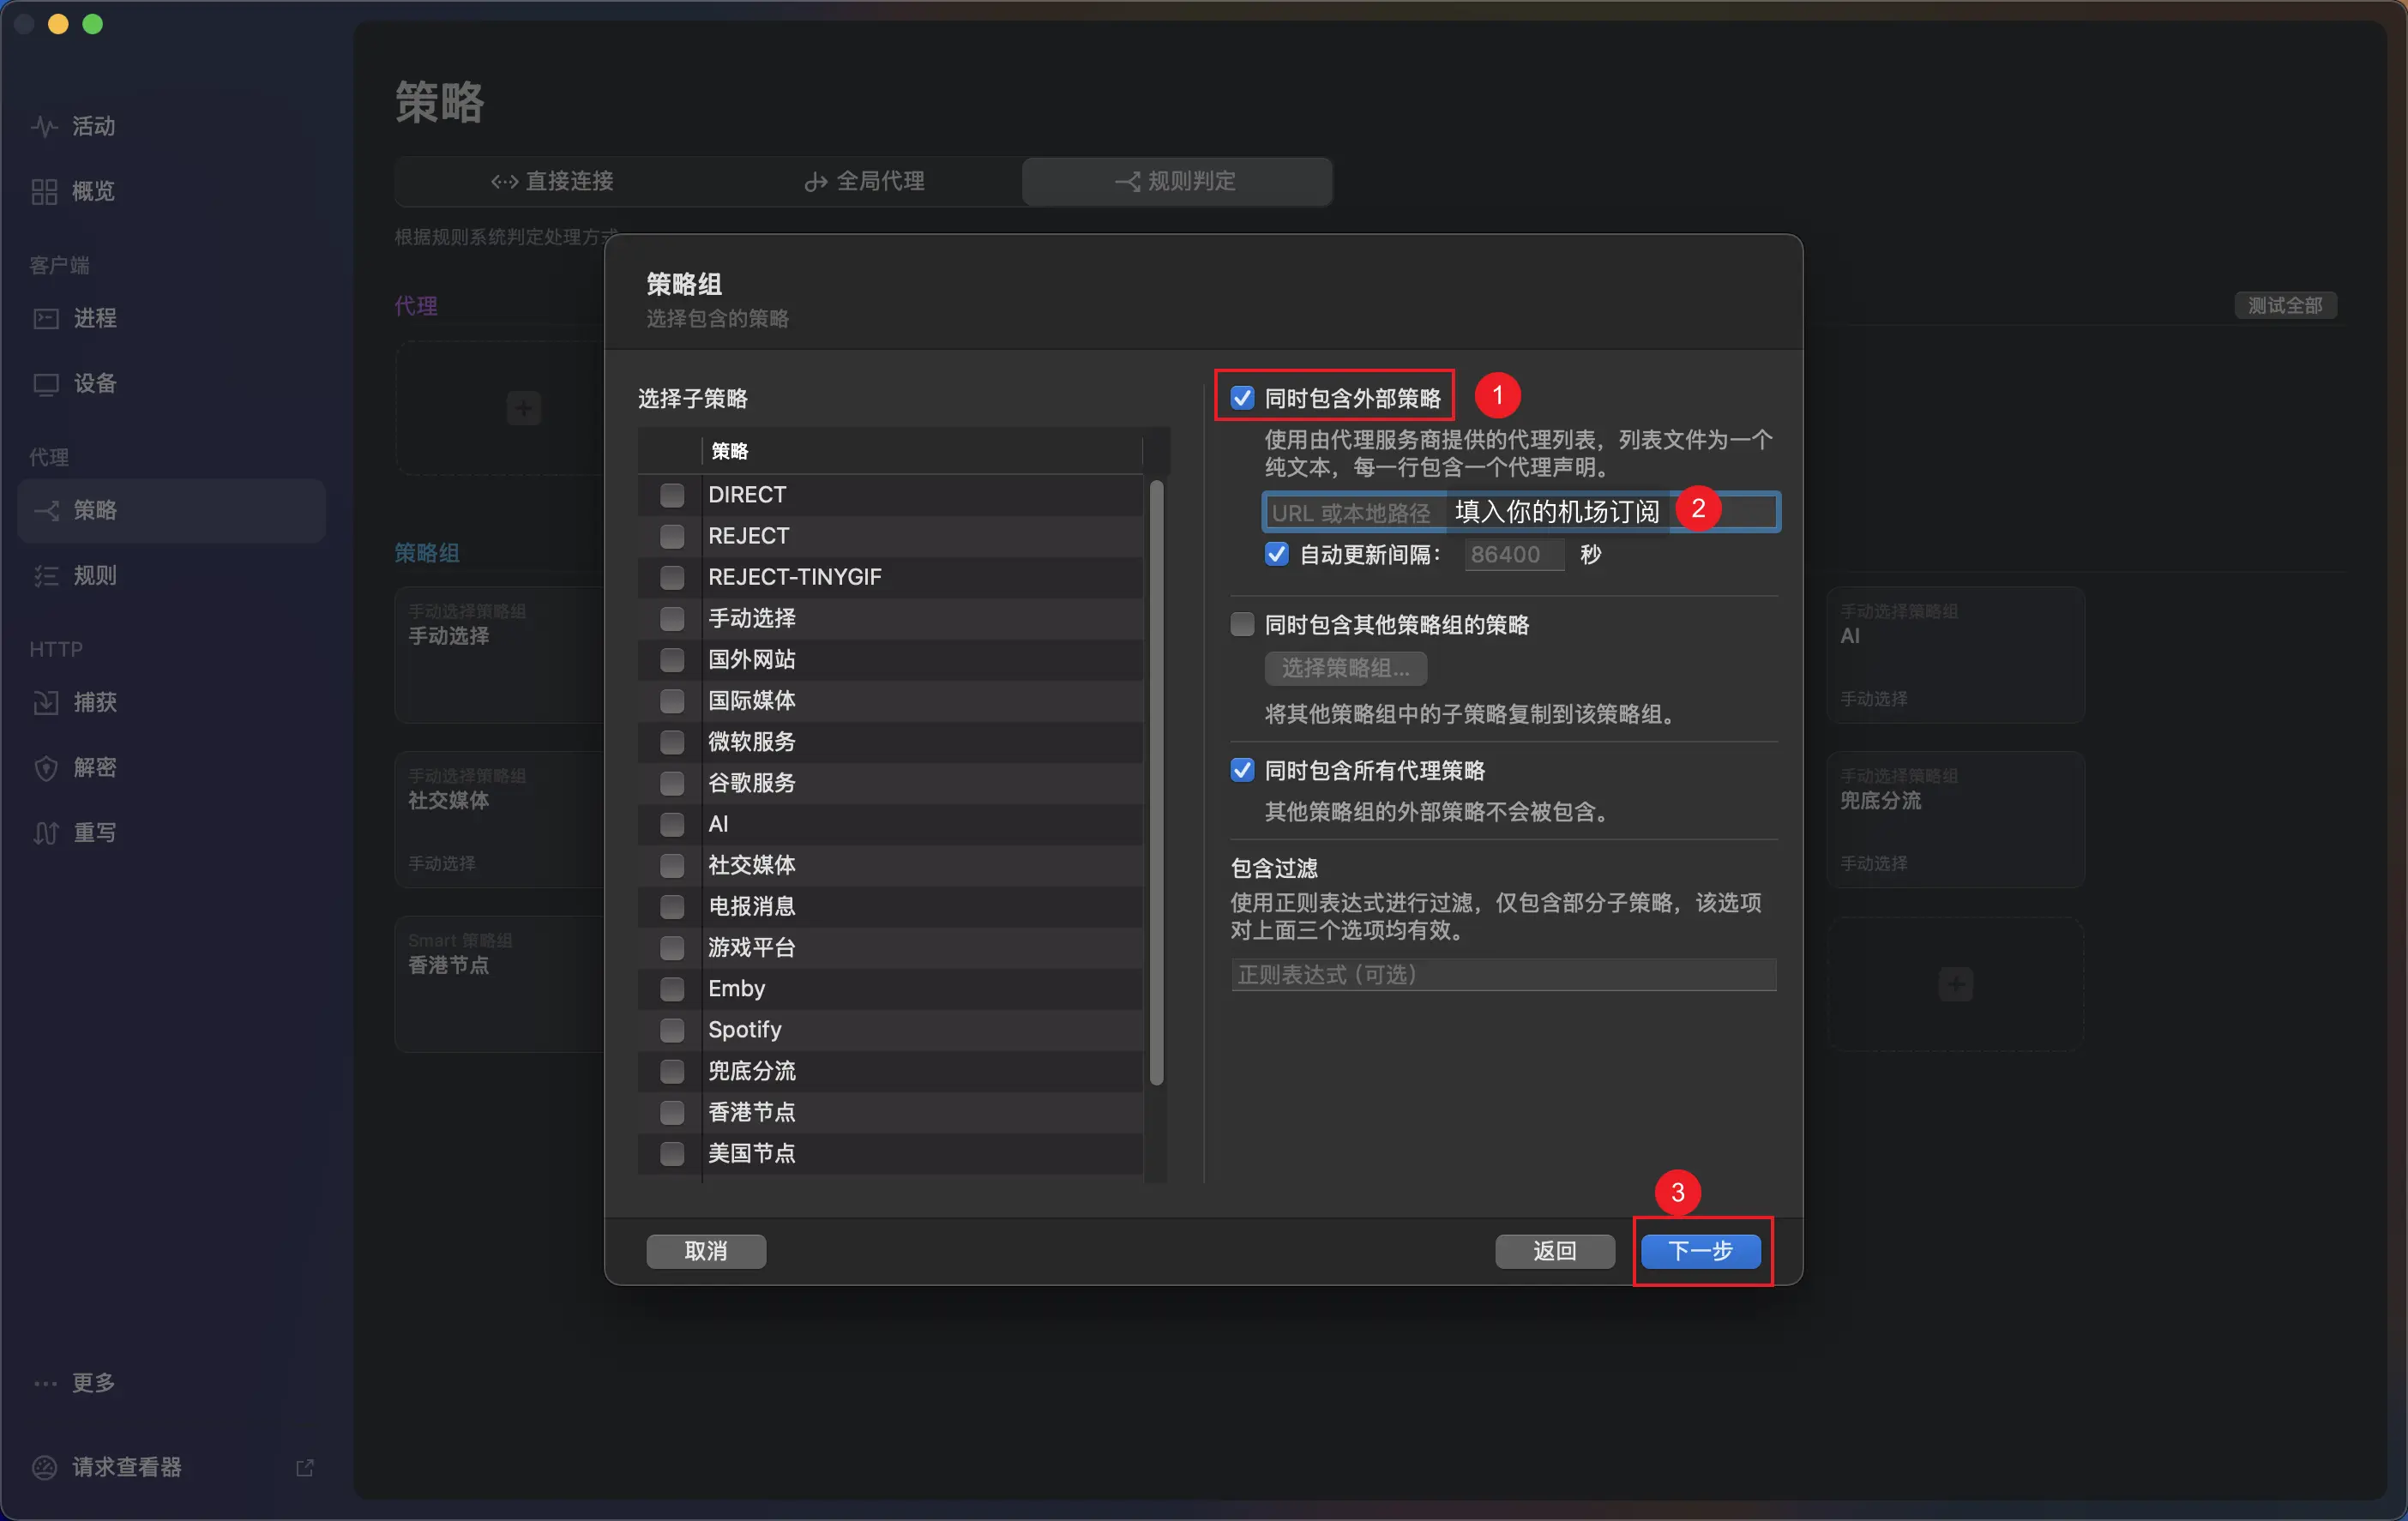 活动
概览
客户端
进程
设备
代理
策略
规则
HTTP
捕获
解密
重写
更多
请求查看器
策略
直接连接
全局代理
规则判定
根据规则系统判定处理方式
代理
测试全部
策略组
手动选择策略组
手动选择
手动选择策略组
社交媒体
手动选择
Smart 策略组
香港节点
手动选择策略组
AI
手动选择
手动选择策略组
兜底分流
手动选择
策略组
选择包含的策略
选择子策略
策略
DIRECT
REJECT
REJECT-TINYGIF
手动选择
国外网站
国际媒体
微软服务
谷歌服务
AI
社交媒体
电报消息
游戏平台
Emby
Spotify
兜底分流
香港节点
美国节点
同时包含外部策略
1
使用由代理服务商提供的代理列表，列表文件为一个
纯文本，每一行包含一个代理声明。
URL 或本地路径 填入你的机场订阅
2
自动更新间隔： 86400 秒
同时包含其他策略组的策略
选择策略组...
将其他策略组中的子策略复制到该策略组。
同时包含所有代理策略
其他策略组的外部策略不会被包含。
包含过滤
使用正则表达式进行过滤，仅包含部分子策略，该选项
对上面三个选项均有效。
正则表达式 (可选)
3
取消
返回
下一步